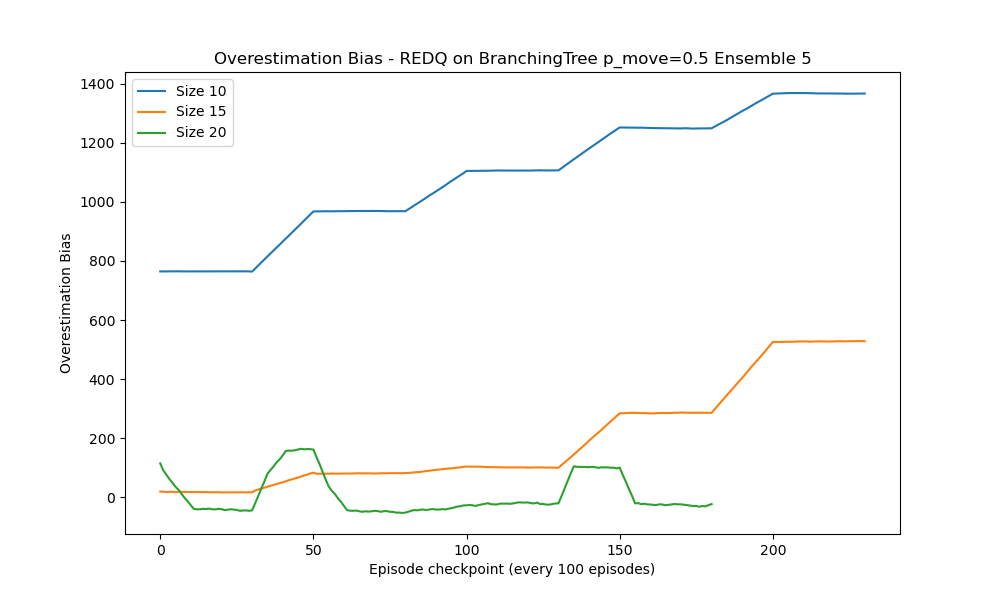 Overestimation Bias - REDQ on BranchingTree p_move=0.5 Ensemble 5
Size 10
Size 15
Size 20
Overestimation Bias
1400
1200
1000
800
600
400
200
0
0
50
100
150
200
Episode checkpoint (every 100 episodes)